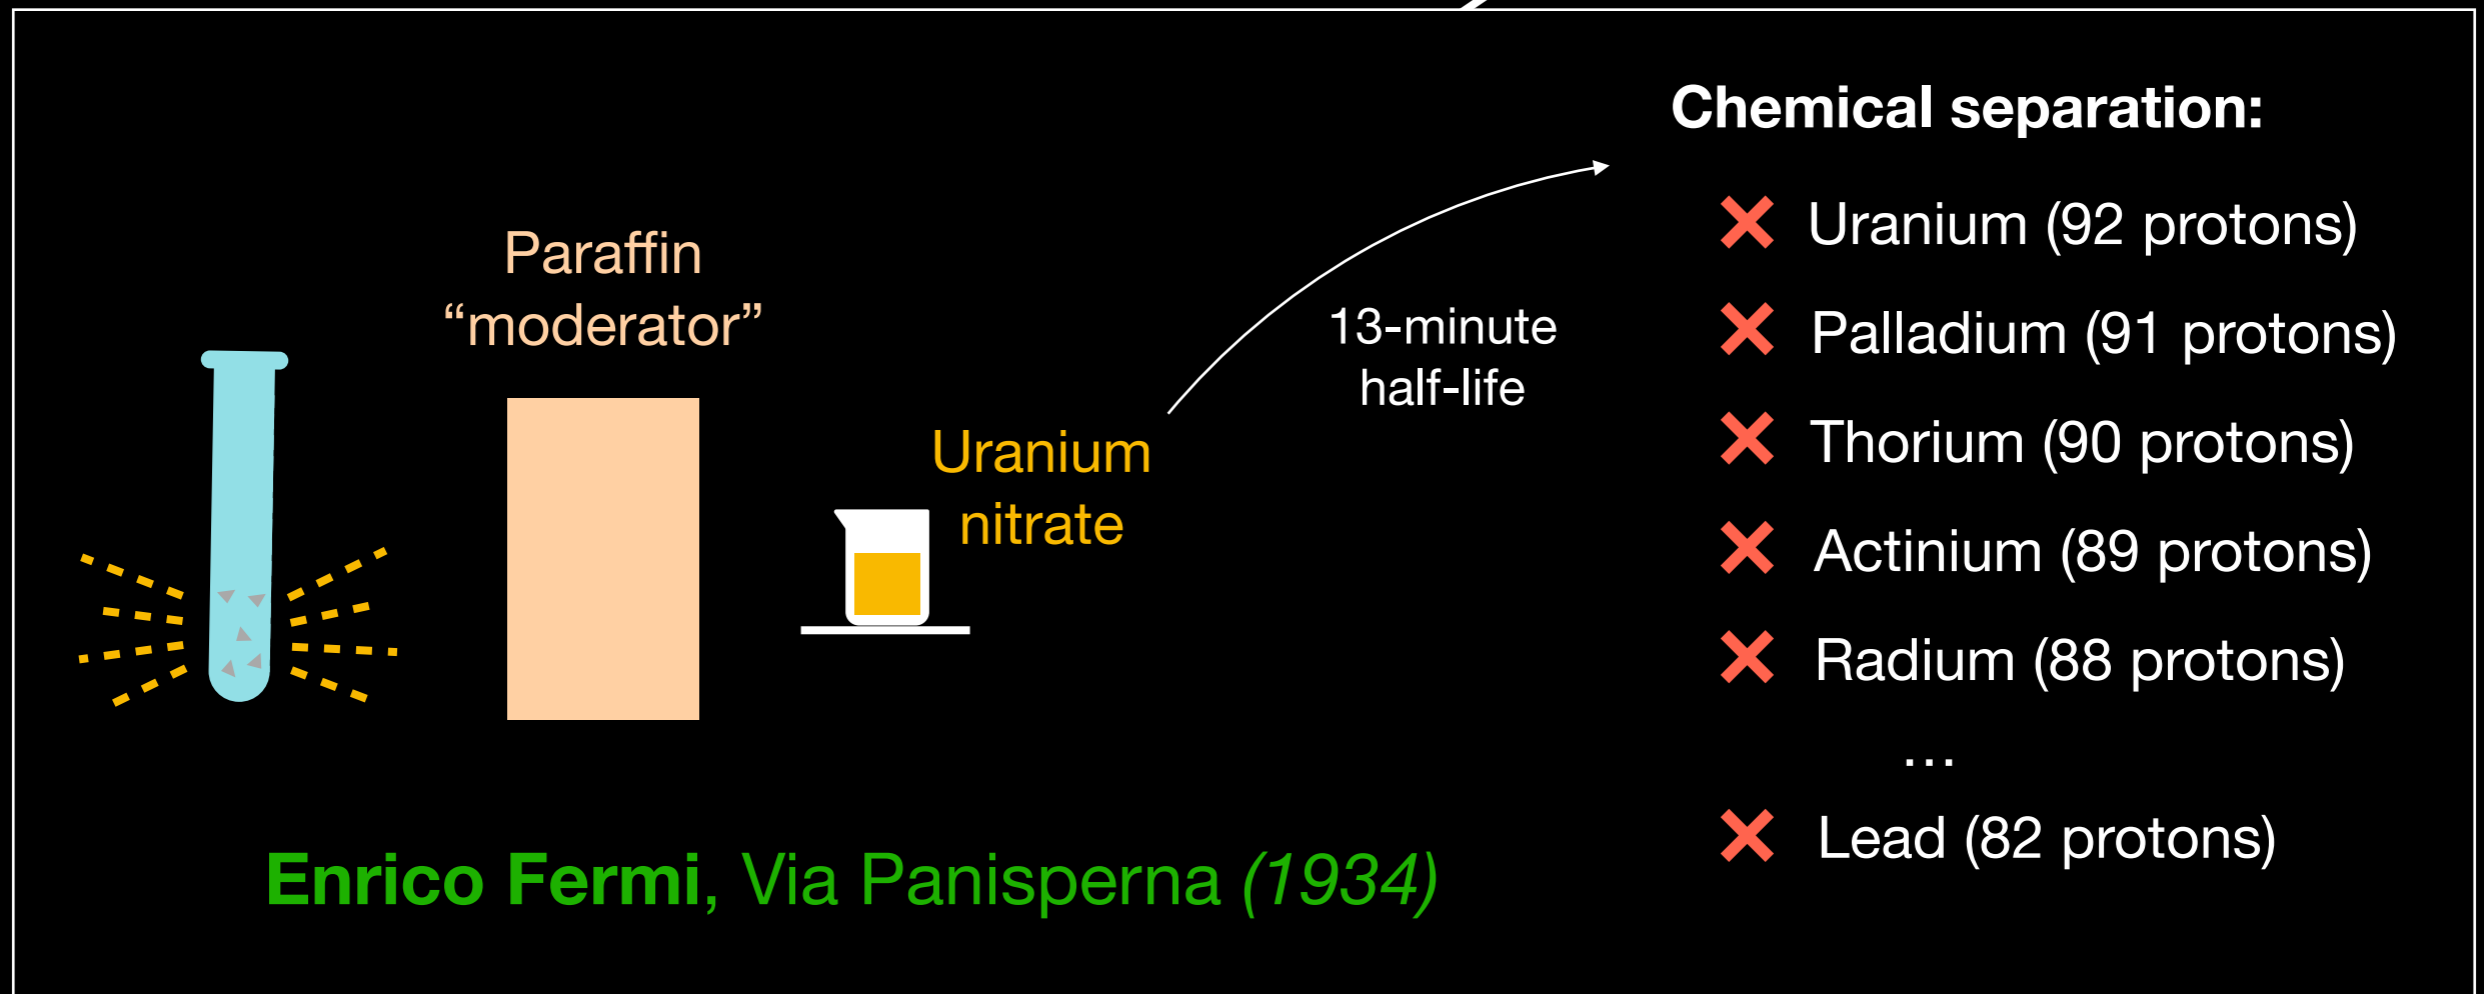 Chemical separation:
Paraffin
“moderator”
Uranium
nitrate
13-minute
half-life
Uranium (92 protons)
Palladium (91 protons)
Thorium (90 protons)
Actinium (89 protons)
Radium (88 protons)
…
Lead (82 protons)
Enrico Fermi, Via Panisperna (1934)